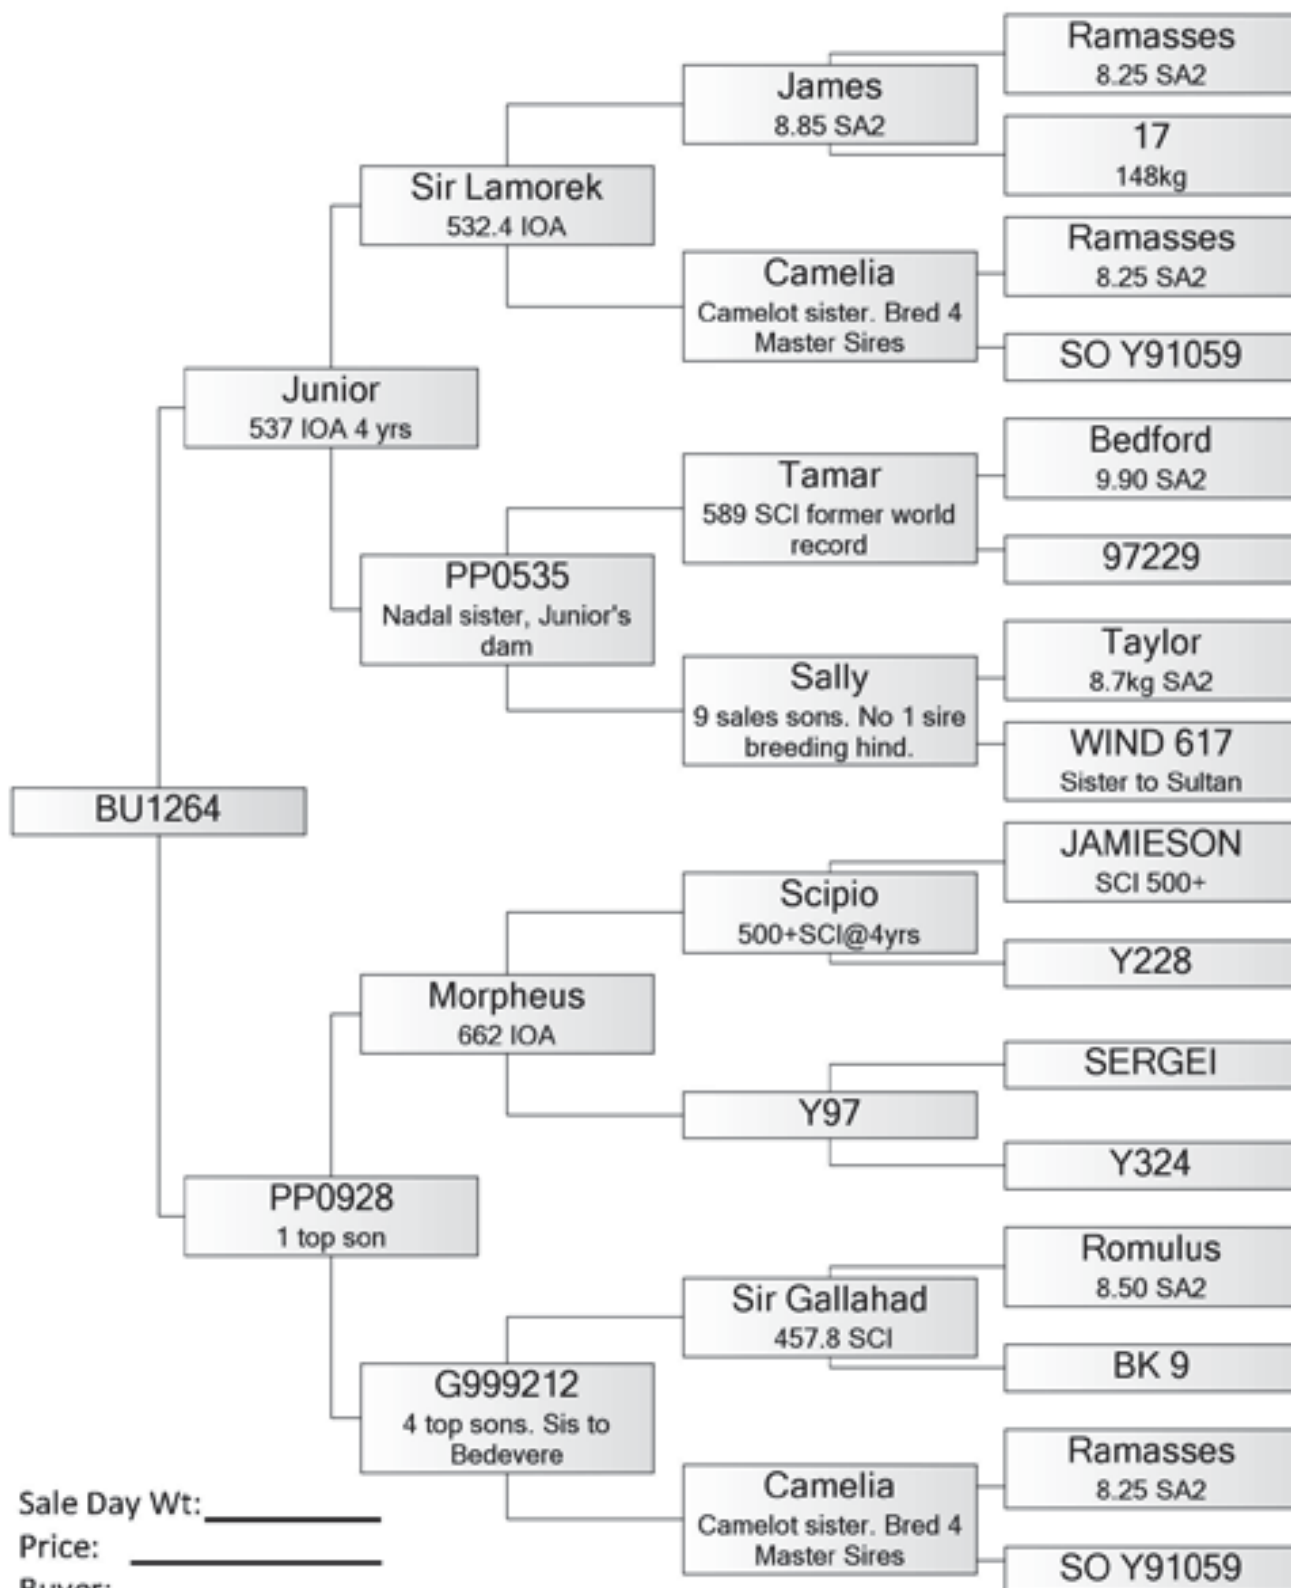 Ramasses
8.25 SA2
James
8.85 SA2
17
148kg
Sir Lamorek
532.4 IOA
Ramasses
8.25 SA2
Camelia
Camelot sister. Bred 4
Master Sires
SO Y91059
Junior
537 IOA 4 yrs
Bedford
9.90 SA2
Tamar
589 SCI former world
record
97229
PP0535
Nadal sister, Junior's
dam
Taylor
8.7kg SA2
Sally
9 sales sons. No 1 sire
breeding hind.
WIND 617
Sister to Sultan
BU1264
JAMIESON
SCI 500+
Scipio
500+SCI@4yrs
Y228
Morpheus
662 IOA
SERGEI
Y97
Y324
PP0928
1 top son
Romulus
8.50 SA2
Sir Gallahad
457.8 SCI
BK 9
G999212
4 top sons. Sis to
Bedevere
Ramasses
8.25 SA2
Camelia
Camelot sister. Bred 4
Master Sires
SO Y91059
Sale Day Wt:
Price:
Buyer: